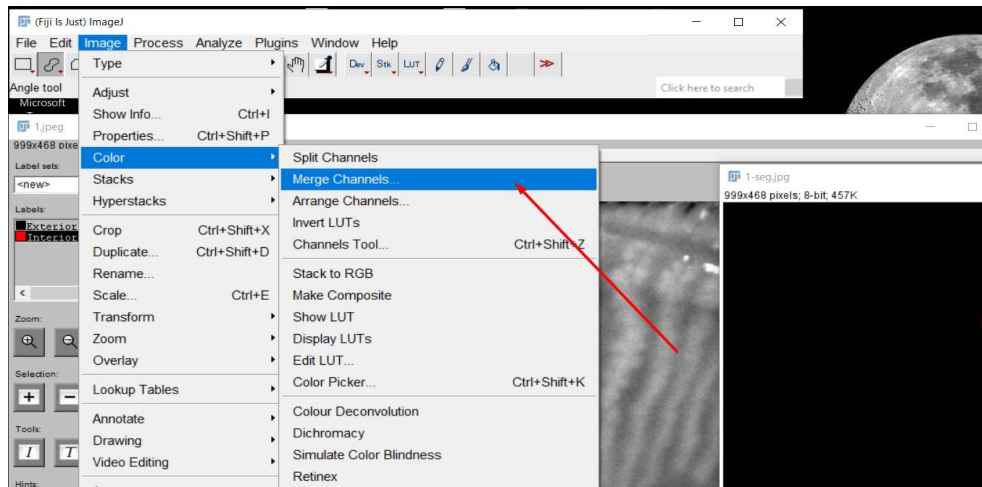 (Fiji Is Just) ImageJ
File Edit Image Process Analyze Plugins Window Help
Dev Stk LUT
Angle tool
Click here to search
Microsoft
1.jpeg
999x468 pixe
Label sets:
<new>
Labels:
Exterior
Interior
Zoom:
Selection:
Tools:
I T
Hints:
Type
Adjust
Show Info... Ctrl+I
Properties... Ctrl+Shift+P
Color
Stacks
Hyperstacks
Crop Ctrl+Shift+X
Duplicate... Ctrl+Shift+D
Rename...
Scale... Ctrl+E
Transform
Zoom
Overlay
Lookup Tables
Annotate
Drawing
Video Editing
Split Channels
Merge Channels...
Arrange Channels...
Invert LUTs
Channels Tool... Ctrl+Shift+Z
Stack to RGB
Make Composite
Show LUT
Display LUTs
Edit LUT...
Color Picker... Ctrl+Shift+K
Colour Deconvolution
Dichromacy
Simulate Color Blindness
Retinex
1-seg.jpg
999x468 pixels; 8-bit; 457K